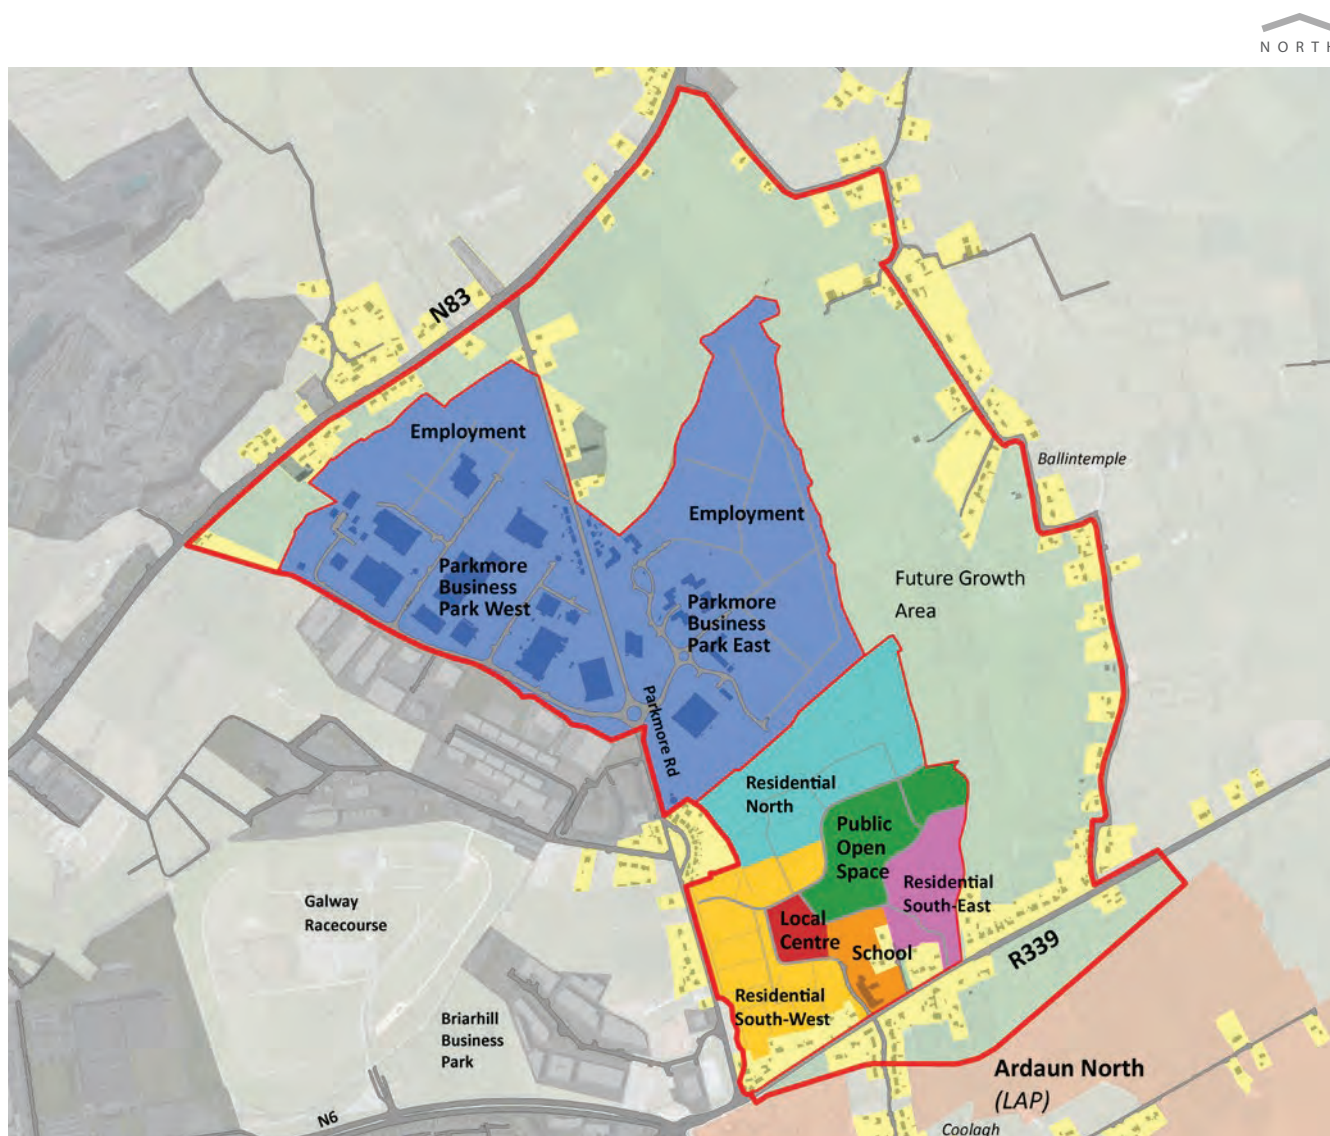 NORTH
N83
Employment
Ballintemple
Employment
Parkmore
Business
Park West
Future Growth
Area
Parkmore
Business
Park East
Parkmore Rd
Residential
North
Public
Open
Space
Residential
South-East
Galway
Racecourse
Local
Centre
School
R339
Residential
South-West
Briarhill
Business
Park
Ardaun North
(LAP)
N6
Coolagh